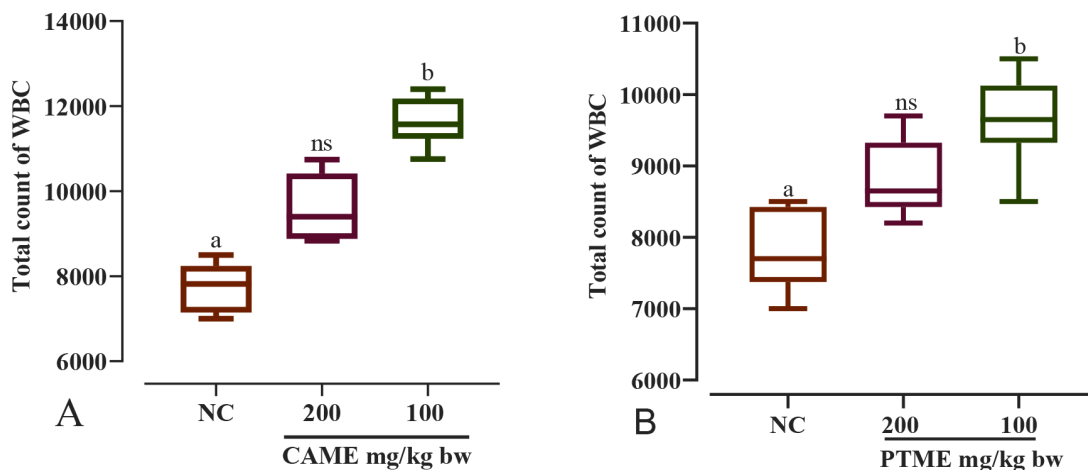 Total count of WBC
14000
12000
10000
8000
6000
a
ns
b
NC
200
100
CAME mg/kg bw
A
Total count of WBC
11000
10000
9000
8000
7000
6000
a
ns
b
NC
200
100
PTME mg/kg bw
B